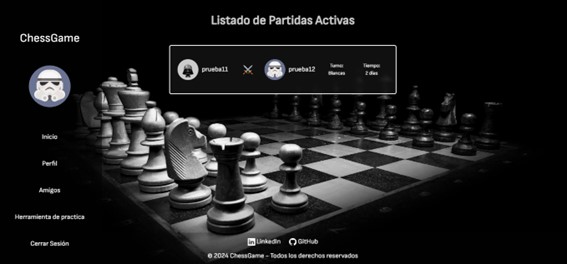 Listado de Partidas Activas
ChessGame
prueba11
prueba12
Turno:
Blancas
Tiempo:
2 días
Inicio
Perfil
Amigos
Herramienta de practica
Cerrar Sesión
LinkedIn GitHub
© 2024 ChessGame - Todos los derechos reservados